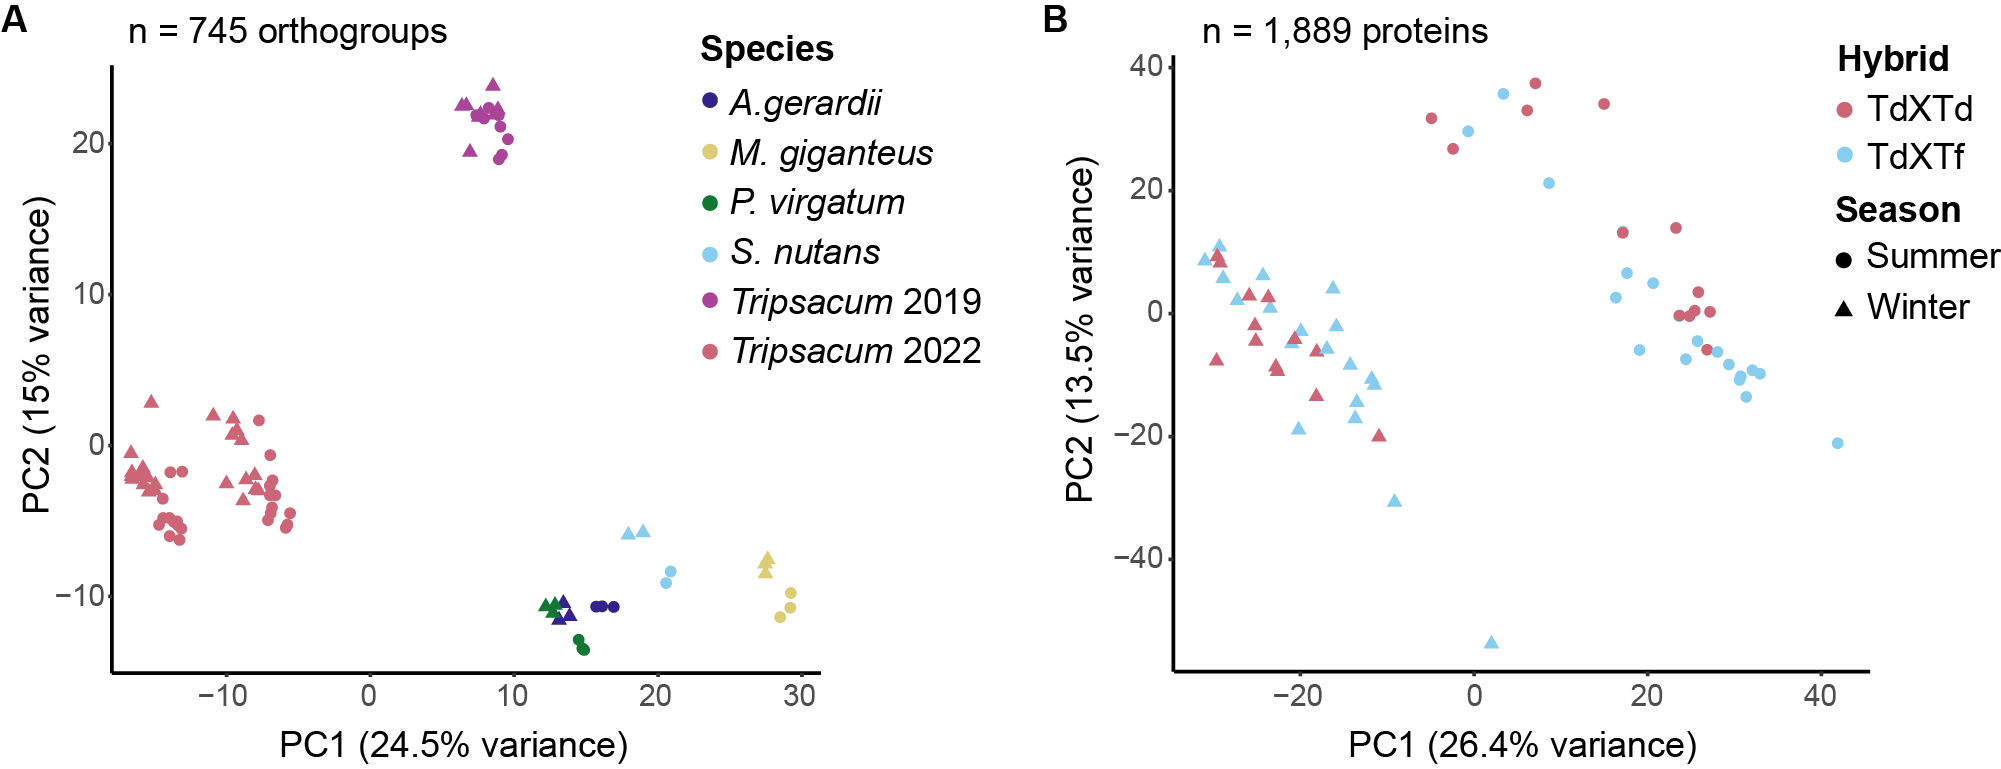 A
n = 745 orthogroups
Species
A.gerardii
M. giganteus
P. virgatum
S. nutans
Tripsacum 2019
Tripsacum 2022
PC2 (15% variance)
20
10
0
−10
−10
0
10
20
30
PC1 (24.5% variance)
B
n = 1,889 proteins
Hybrid
TdXTd
TdXTf
Season
Summer
Winter
PC2 (13.5% variance)
40
20
0
−20
−40
−20
0
20
40
PC1 (26.4% variance)